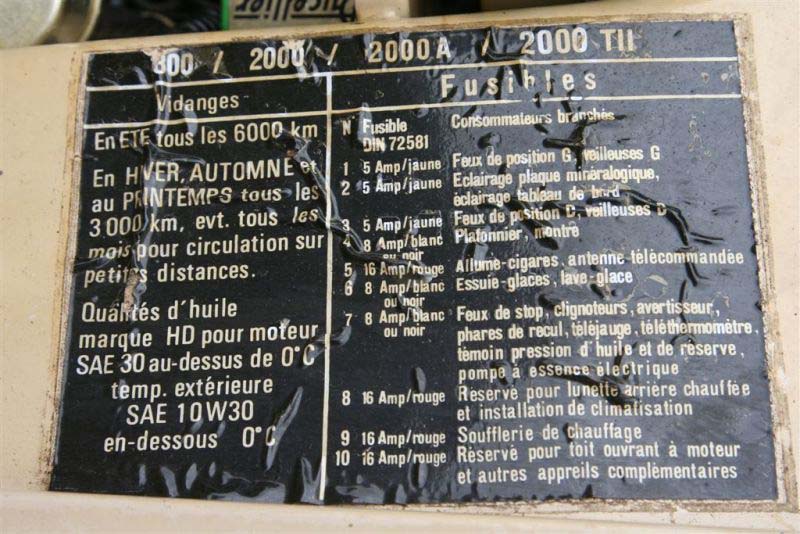 Ducellier
800 / 2000 / 2000 A / 2000 TII
Vidanges
En ETE tous les 6000 km
En HIVER, AUTOMNE et
au PRINTEMPS tous les
3 000 km, evt. tous les
mois pour circulation sur
petites distances.
Qualités d'huile
marque HD pour moteur
SAE 30 au-dessus de 0°C
temp. extérieure
SAE 10W30
en-dessous 0°C
Fusibles
N° Fusible Consommateurs branchés
DIN 72581
1 5 Amp/jaune Feux de position G, veilleuses G
2 5 Amp/jaune Eclairage plaque minéralogique,
éclairage tableau de bord
3 5 Amp/jaune Feux de position D, veilleuses D
4 8 Amp/blanc Plafonnier montre
ou noir
5 16 Amp/rouge Allume-cigares, antenne télécommandée
6 8 Amp/blanc Essuie-glaces, lave-glace
ou noir
7 8 Amp/blanc Feux de stop, clignoteurs, avertisseur,
ou noir phares de recul, téléjauge, téléthermomètre,
témoin pression d'huile et de réserve,
pompe à essence électrique
8 16 Amp/rouge Réservé pour lunette arrière chauffée
et installation de climatisation
9 16 Amp/rouge Soufflerie de chauffage
10 16 Amp/rouge Réservé pour toit ouvrant à moteur
et autres appreils complémentaires